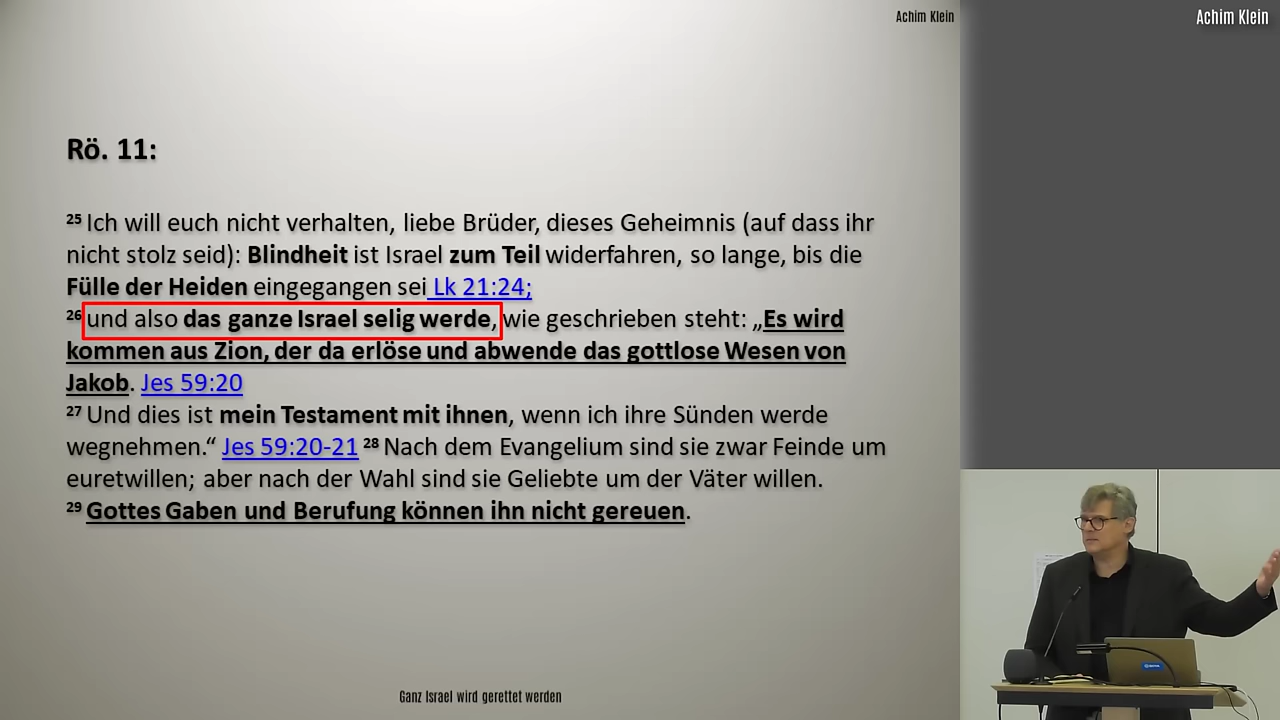 Achim Klein
Achim Klein
Rö. 11:
25 Ich will euch nicht verhalten, liebe Brüder, dieses Geheimnis (auf dass ihr
nicht stolz seid): Blindheit ist Israel zum Teil widerfahren, so lange, bis die
Fülle der Heiden eingegangen sei Lk 21:24;
26 und also das ganze Israel selig werde, wie geschrieben steht: „Es wird
kommen aus Zion, der da erlöse und abwende das gottlose Wesen von
Jakob. Jes 59:20
27 Und dies ist mein Testament mit ihnen, wenn ich ihre Sünden werde
wegnehmen.“ Jes 59:20-21 28 Nach dem Evangelium sind sie zwar Feinde um
euretwillen; aber nach der Wahl sind sie Geliebte um der Väter willen.
29 Gottes Gaben und Berufung können ihn nicht gereuen.
Ganz Israel wird gerettet werden